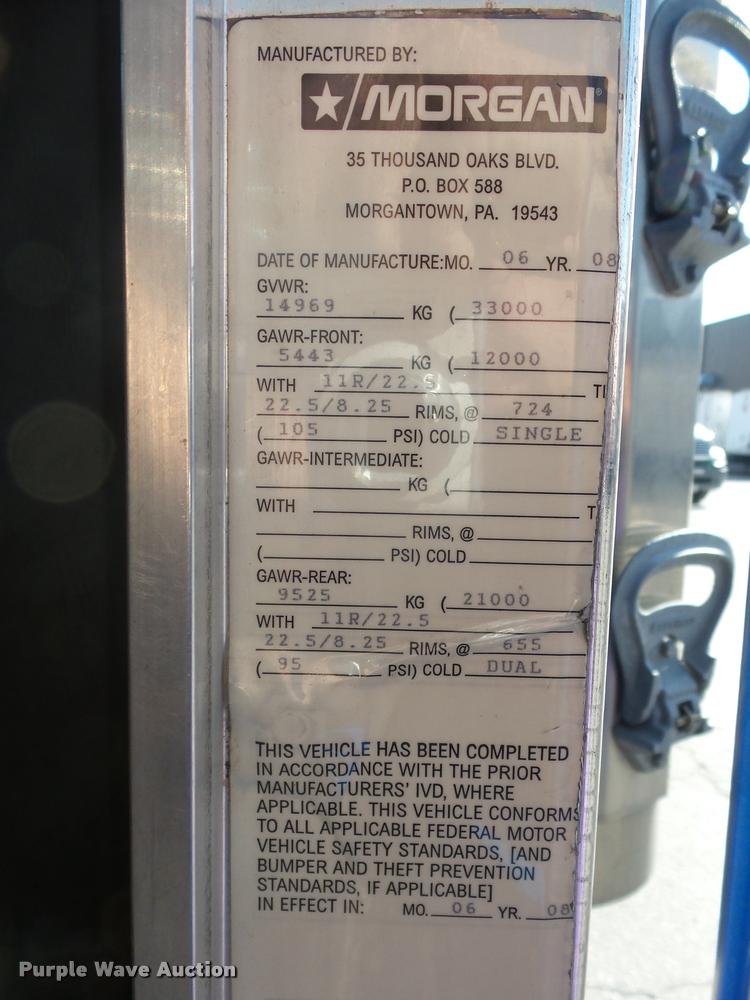 MANUFACTURED BY:
MORGAN®
35 THOUSAND OAKS BLVD.
P.O. BOX 588
MORGANTOWN, PA. 19543
DATE OF MANUFACTURE:MO. 06 YR. 08
GVWR:
14969 KG ( 33000
GAWR-FRONT:
5443 KG ( 12000
WITH 11R/22.5 TI
22.5/8.25 RIMS, @ 724
( 105 PSI) COLD SINGLE
GAWR-INTERMEDIATE:
KG (
WITH T
RIMS, @
( PSI) COLD
GAWR-REAR:
9525 KG ( 21000
WITH 11R/22.5
22.5/8.25 RIMS, @ 655
( 95 PSI) COLD DUAL
THIS VEHICLE HAS BEEN COMPLETED
IN ACCORDANCE WITH THE PRIOR
MANUFACTURERS' IVD, WHERE
APPLICABLE. THIS VEHICLE CONFORMS
TO ALL APPLICABLE FEDERAL MOTOR
VEHICLE SAFETY STANDARDS, [AND
BUMPER AND THEFT PREVENTION
STANDARDS, IF APPLICABLE]
IN EFFECT IN: MO. 06 YR. 08
Purple Wave Auction